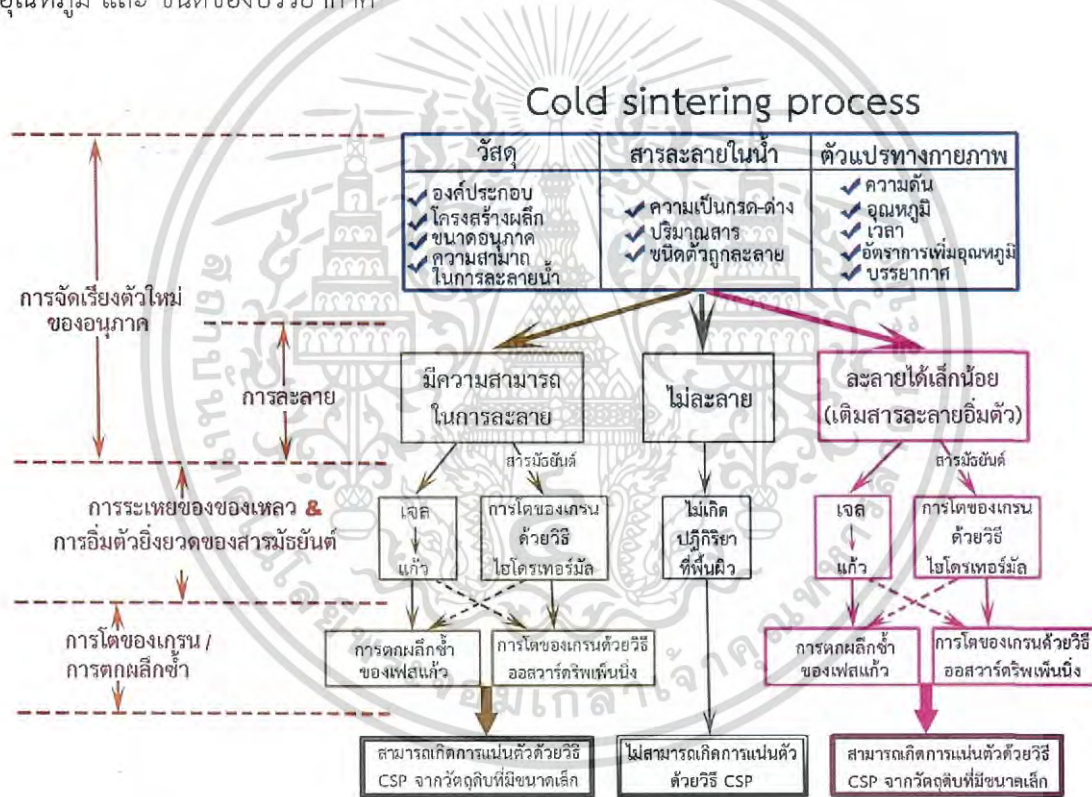 อุณหภูมิ และ ชนิดของบรรยากาศ
Cold sintering process
วัสดุ
องค์ประกอบ
โครงสร้างผลึก
ขนาดอนุภาค
ความสามาถ
ในการละลายน้ำ
สารละลายในน้ำ
ความเป็นกรด-ด่าง
ปริมาณสาร
ชนิดตัวถูกละลาย
ตัวแปรทางกายภาพ
ความดัน
อุณหภูมิ
เวลา
อัตราการเพิ่มอุณหภูมิ
บรรยากาศ
การจัดเรียงตัวใหม่
ของอนุภาค
การละลาย
มีความสามารถ
ในการละลาย
ไม่ละลาย
ละลายได้เล็กน้อย
(เติมสารละลายอิ่มตัว)
การระเหยของของเหลว &
การอิ่มตัวยิ่งยวดของสารมัธยันต์
สารมัธยันต์
เจล
แก้ว
การโตของเกรน
ด้วยวิธี
ไฮโดรเทอร์มัล
ไม่เกิด
ปฏิกิริยา
ที่พื้นผิว
สารมัธยันต์
เจล
แก้ว
การโตของเกรน
ด้วยวิธี
ไฮโดรเทอร์มัล
การโตของเกรน /
การตกผลึกซ้ำ
การตกผลึกซ้ำ
ของเฟสแก้ว
การโตของเกรนด้วยวิธี
ออสวาร์ดริพเพ็นนิ่ง
การตกผลึกซ้ำ
ของเฟสแก้ว
การโตของเกรนด้วยวิธี
ออสวาร์ดริพเพ็นนิ่ง
สามารถเกิดการแน่นตัวด้วยวิธี
CSP จากวัตถุดิบที่มีขนาดเล็ก
ไม่สามารถเกิดการแน่นตัว
ด้วยวิธี CSP
สามารถเกิดการแน่นตัวด้วยวิธี
CSP จากวัตถุดิบที่มีขนาดเล็ก